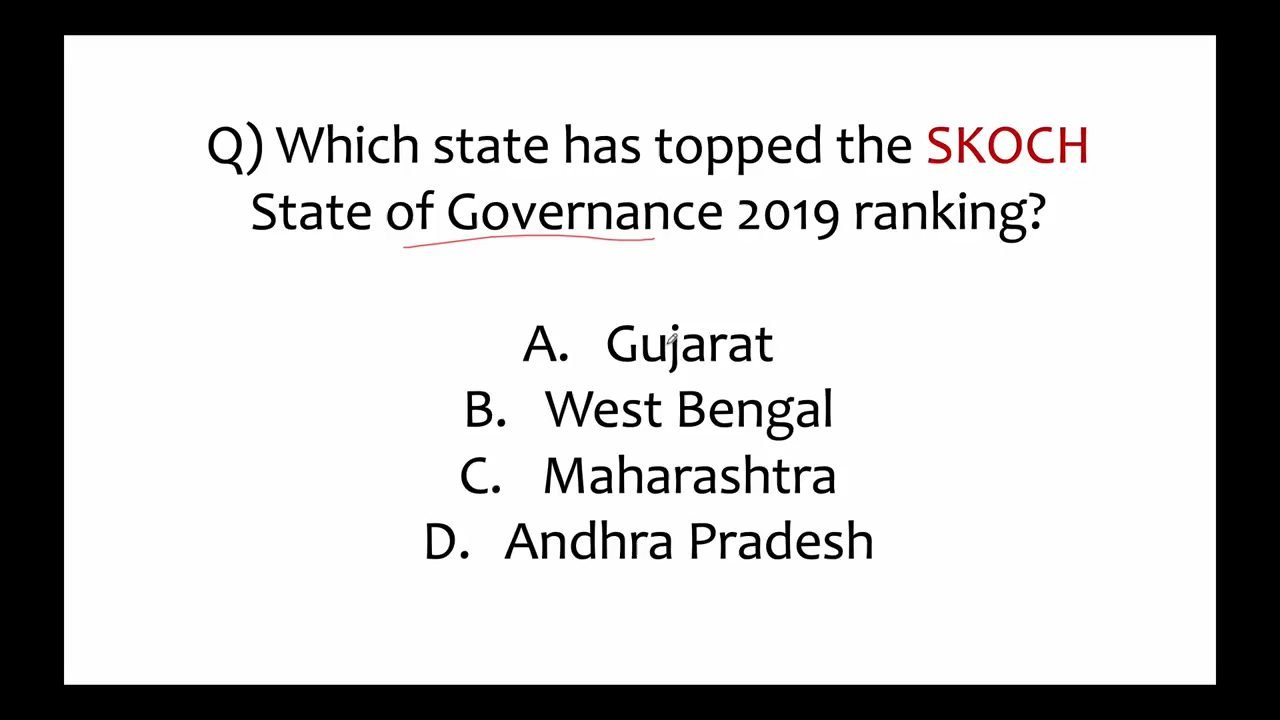 Q) Which state has topped the SKOCH
State of Governance 2019 ranking?
A. Gujarat
B. West Bengal
C. Maharashtra
D. Andhra Pradesh